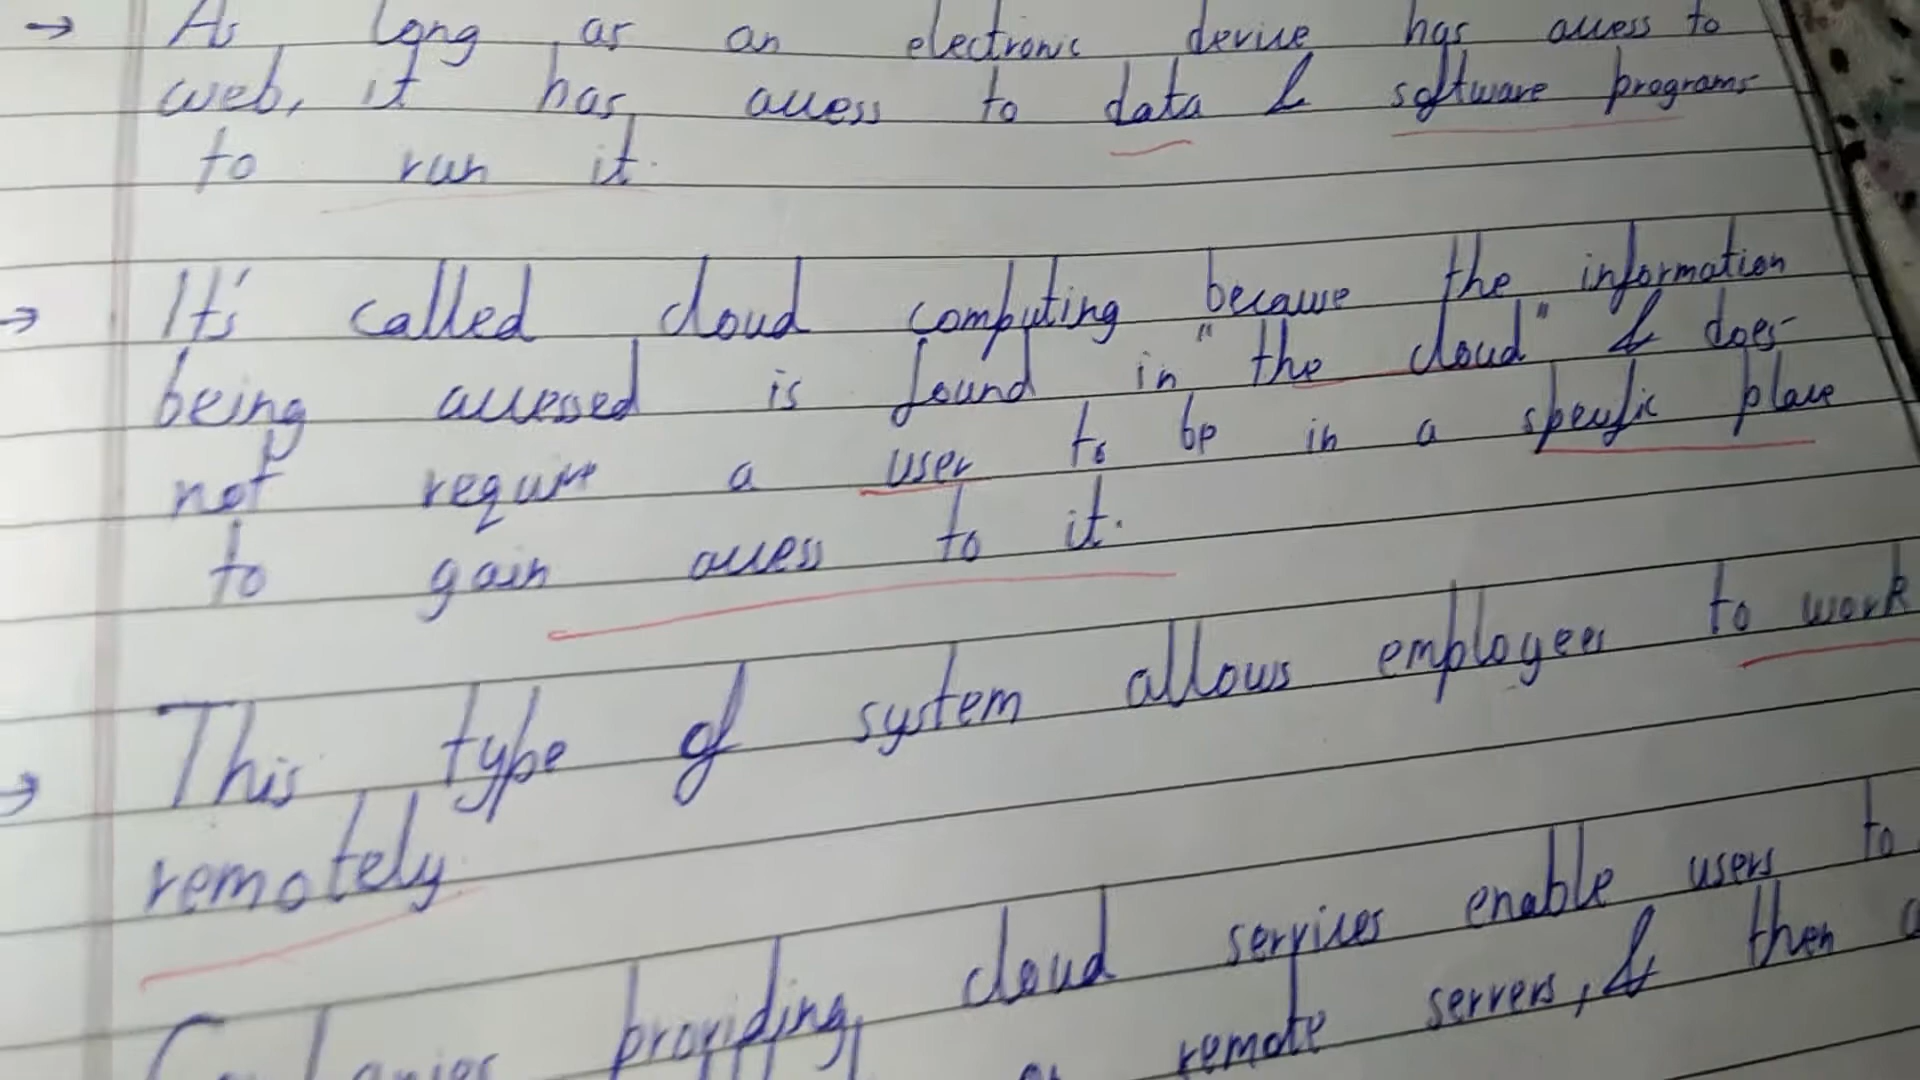 → As long as an electronic device has access to
web, it has access to data & software programs
to run it.
→ It's called cloud computing because the information
being accessed is found in "the cloud" & does
not require a user to be in a specific place
to gain access to it.
→ This type of system allows employees to work
remotely
Companies providing cloud services enable users to
remote servers, & then